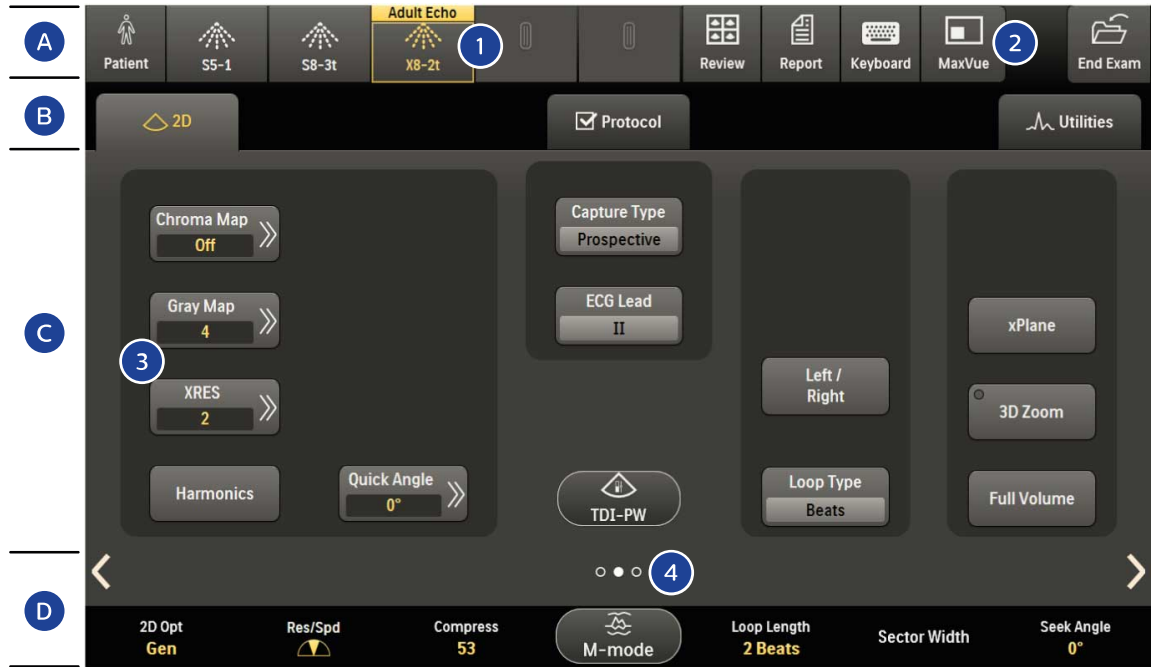 A
Adult Echo
Patient S5-1 S8-3t X8-2t 1 Review Report Keyboard MaxVue 2 End Exam
B
2D Protocol Utilities
C
Chroma Map
Off
Gray Map
4
3
XRES
2
Harmonics
Quick Angle
0°
Capture Type
Prospective
ECG Lead
II
TDI-PW
Left /
Right
Loop Type
Beats
xPlane
3D Zoom
Full Volume
4
D
2D Opt
Gen
Res/Spd
Compress
53
M-mode
Loop Length
2 Beats
Sector Width
Seek Angle
0°